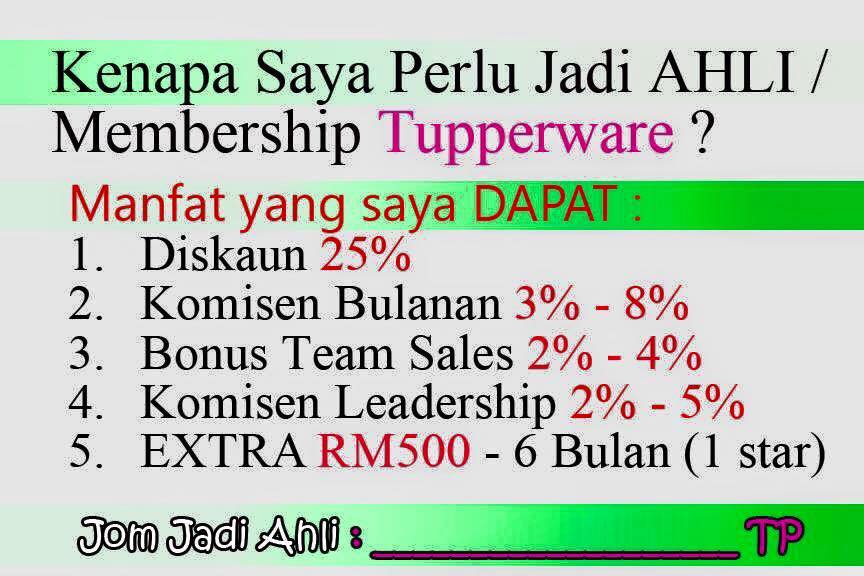 Kenapa Saya Perlu Jadi AHLI /
Membership Tupperware ?
Manfat yang saya DAPAT :
1. Diskaun 25%
2. Komisen Bulanan 3% - 8%
3. Bonus Team Sales 2% - 4%
4. Komisen Leadership 2% - 5%
5. EXTRA RM500 - 6 Bulan (1 star)
Jom Jadi Ahli : __________________ TP